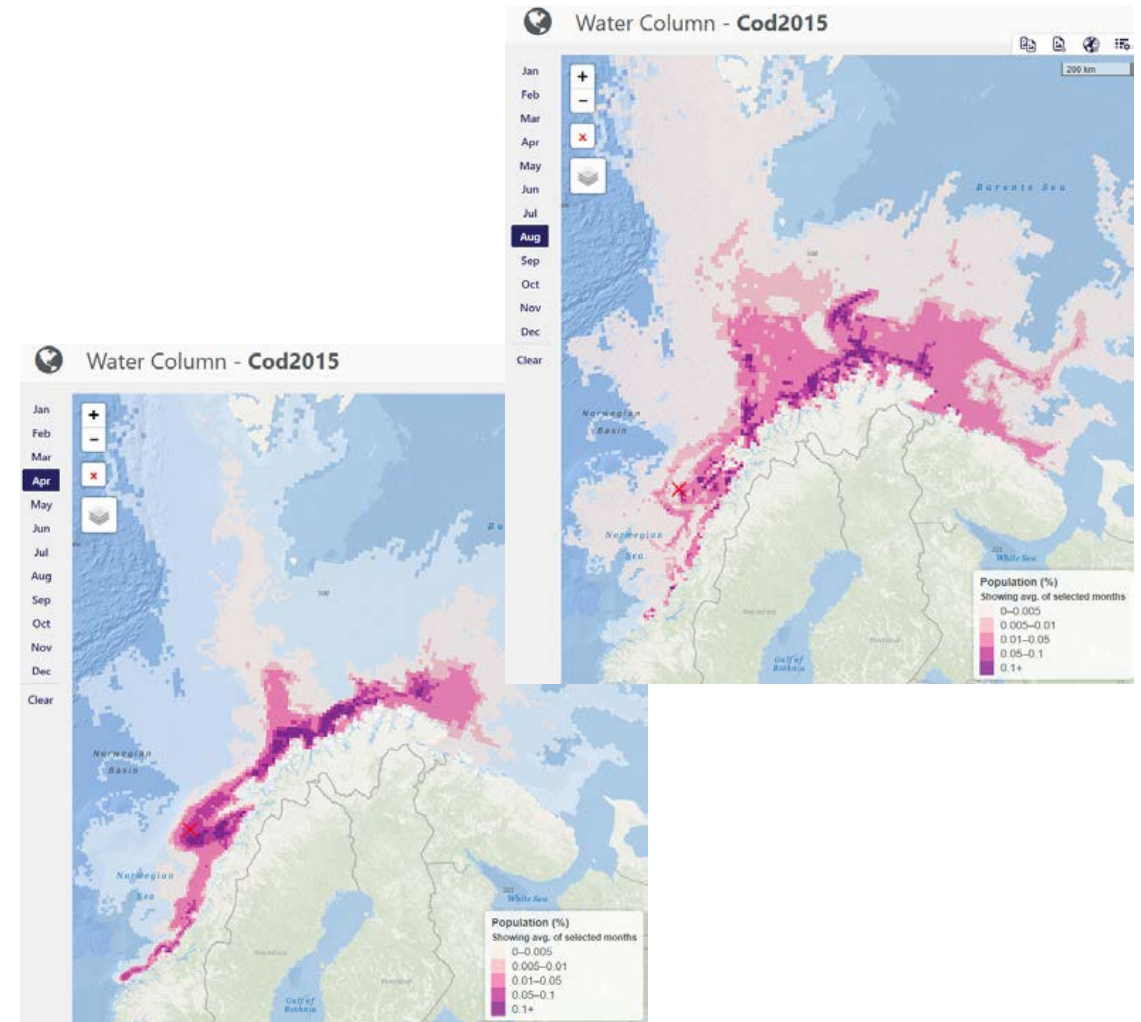 Water Column - Cod2015
200 km
Jan
Feb
Mar
Apr
May
Jun
Jul
Aug
Sep
Oct
Nov
Dec
Clear
+
−
x
Barents Sea
Norwegian
Basin
Norwegian
Sea
White Sea
Gulf of
Bothnia
Population (%)
Showing avg. of selected months
0–0.005
0.005–0.01
0.01–0.05
0.05–0.1
0.1+
Water Column - Cod2015
Jan
Feb
Mar
Apr
May
Jun
Jul
Aug
Sep
Oct
Nov
Dec
Clear
+
−
x
Norwegian
Basin
Norwegian
Sea
White Sea
Gulf of
Bothnia
Population (%)
Showing avg. of selected months
0–0.005
0.005–0.01
0.01–0.05
0.05–0.1
0.1+